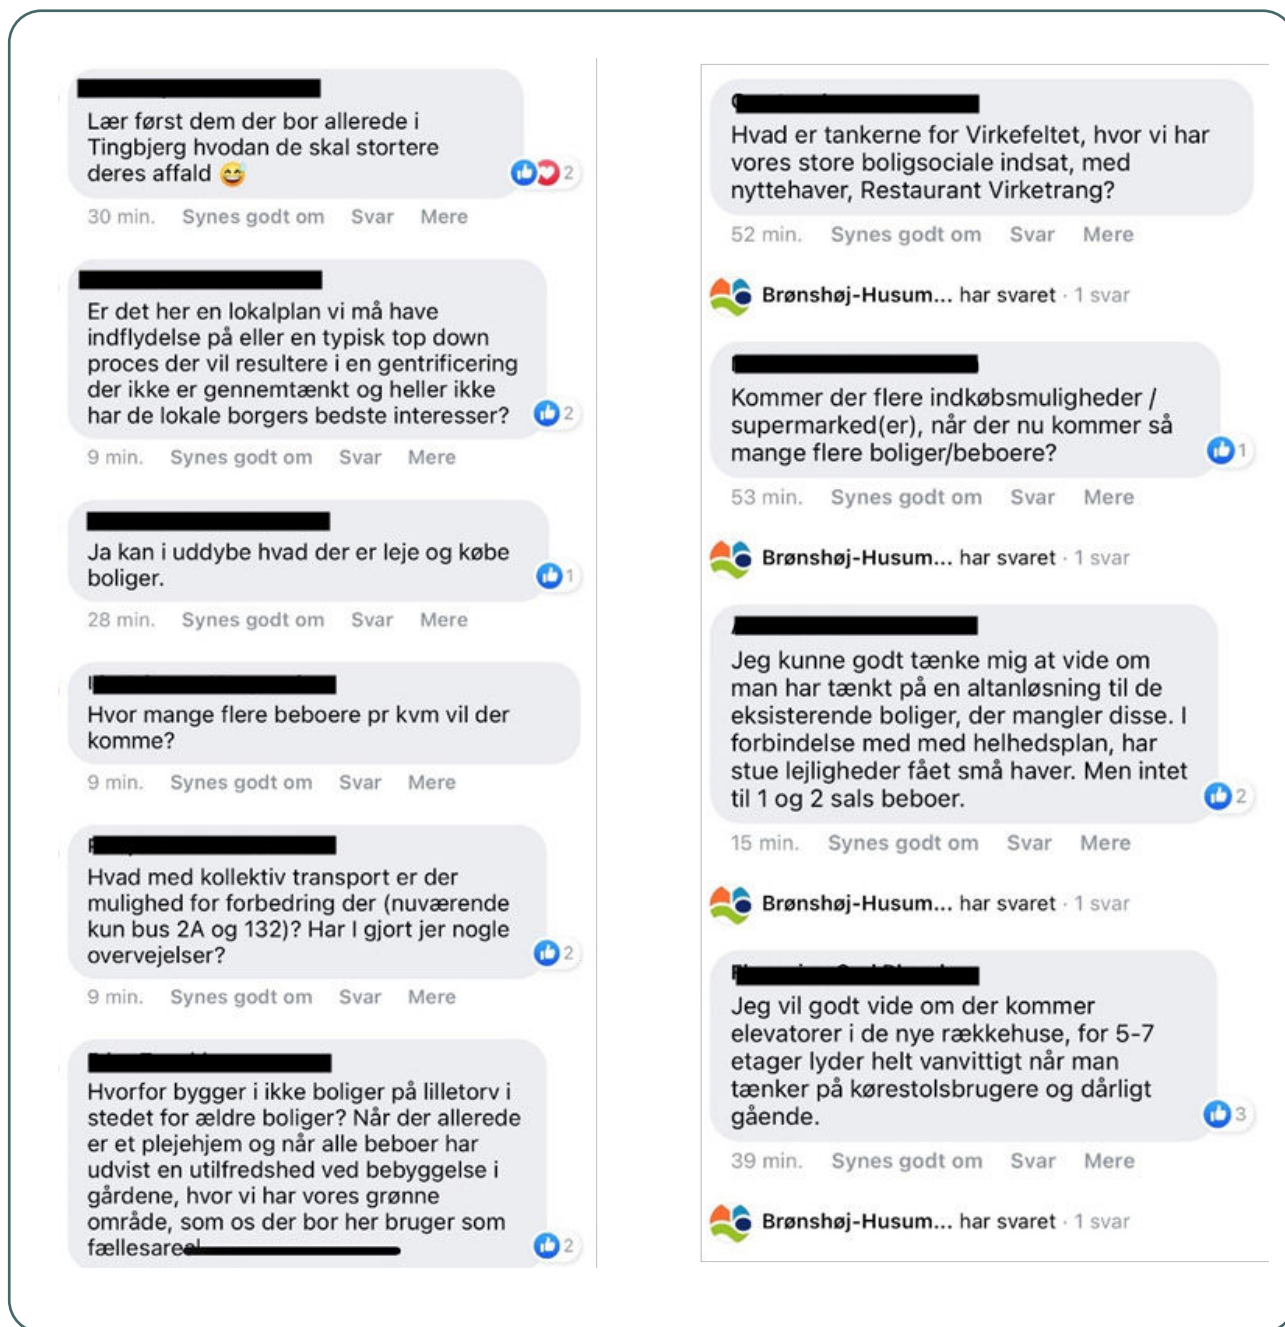 Lær først dem der bor allerede i
Tingbjerg hvodan de skal stortere
deres affald 😅
2
30 min. Synes godt om Svar Mere
Er det her en lokalplan vi må have
indflydelse på eller en typisk top down
proces der vil resultere i en gentrificering
der ikke er gennemtænkt og heller ikke
har de lokale borgers bedste interesser?
2
9 min. Synes godt om Svar Mere
Ja kan i uddybe hvad der er leje og købe
boliger.
1
28 min. Synes godt om Svar Mere
Hvor mange flere beboere pr kvm vil der
komme?
9 min. Synes godt om Svar Mere
Hvad med kollektiv transport er der
mulighed for forbedring der (nuværende
kun bus 2A og 132)? Har I gjort jer nogle
overvejelser?
2
9 min. Synes godt om Svar Mere
Hvorfor bygger i ikke boliger på lilletorv i
stedet for ældre boliger? Når der allerede
er et plejehjem og når alle beboer har
udvist en utilfredshed ved bebyggelse i
gårdene, hvor vi har vores grønne
område, som os der bor her bruger som
fællesareal
2
Hvad er tankerne for Virkefeltet, hvor vi har
vores store boligsociale indsat, med
nyttehaver, Restaurant Virketrang?
52 min. Synes godt om Svar Mere
Brønshøj-Husum... har svaret · 1 svar
Kommer der flere indkøbsmuligheder /
supermarked(er), når der nu kommer så
mange flere boliger/beboere?
1
53 min. Synes godt om Svar Mere
Brønshøj-Husum... har svaret · 1 svar
Jeg kunne godt tænke mig at vide om
man har tænkt på en altanløsning til de
eksisterende boliger, der mangler disse. I
forbindelse med med helhedsplan, har
stue lejligheder fået små haver. Men intet
til 1 og 2 sals beboer.
2
15 min. Synes godt om Svar Mere
Brønshøj-Husum... har svaret · 1 svar
Jeg vil godt vide om der kommer
elevatorer i de nye rækkehuse, for 5-7
etager lyder helt vanvittigt når man
tænker på kørestolsbrugere og dårligt
gående.
3
39 min. Synes godt om Svar Mere
Brønshøj-Husum... har svaret · 1 svar